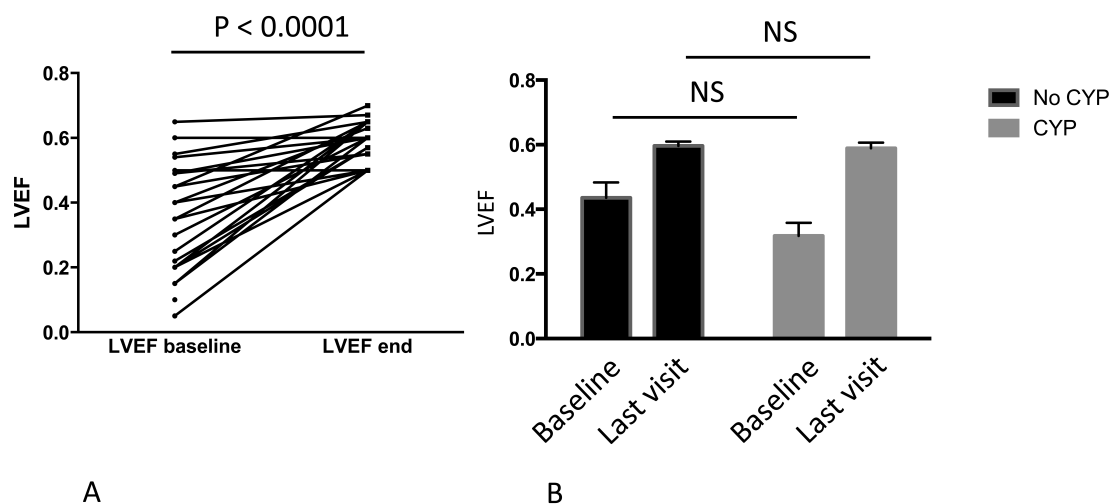 P < 0.0001
LVEF
0.8
0.6
0.4
0.2
0.0
LVEF baseline
LVEF end
A
NS
NS
LVEF
0.8
0.6
0.4
0.2
0.0
Baseline
Last visit
Baseline
Last visit
No CYP
CYP
B